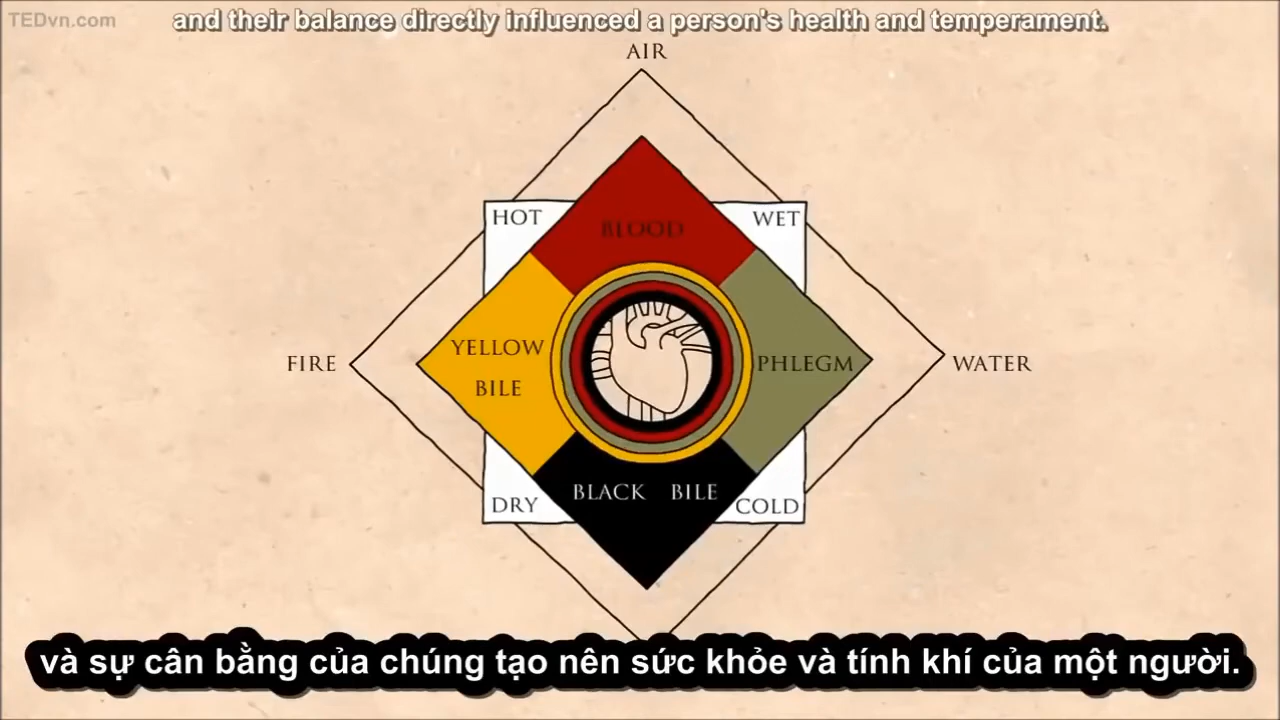 TEDvn.com
and their balance directly influenced a person's health and temperament.
AIR
HOT
WET
BLOOD
YELLOW
BILE
FIRE
PHLEGM
WATER
DRY
BLACK BILE
COLD
và sự cân bằng của chúng tạo nên sức khỏe và tính khí của một người.